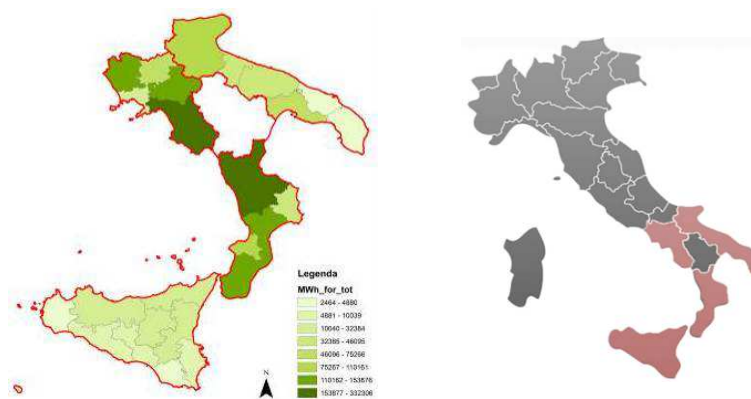 Legenda
MWh_for_tot
2464 - 4880
4881 - 10039
10040 - 32384
32385 - 46095
46096 - 75266
75267 - 110161
110162 - 153876
153877 - 332306
N